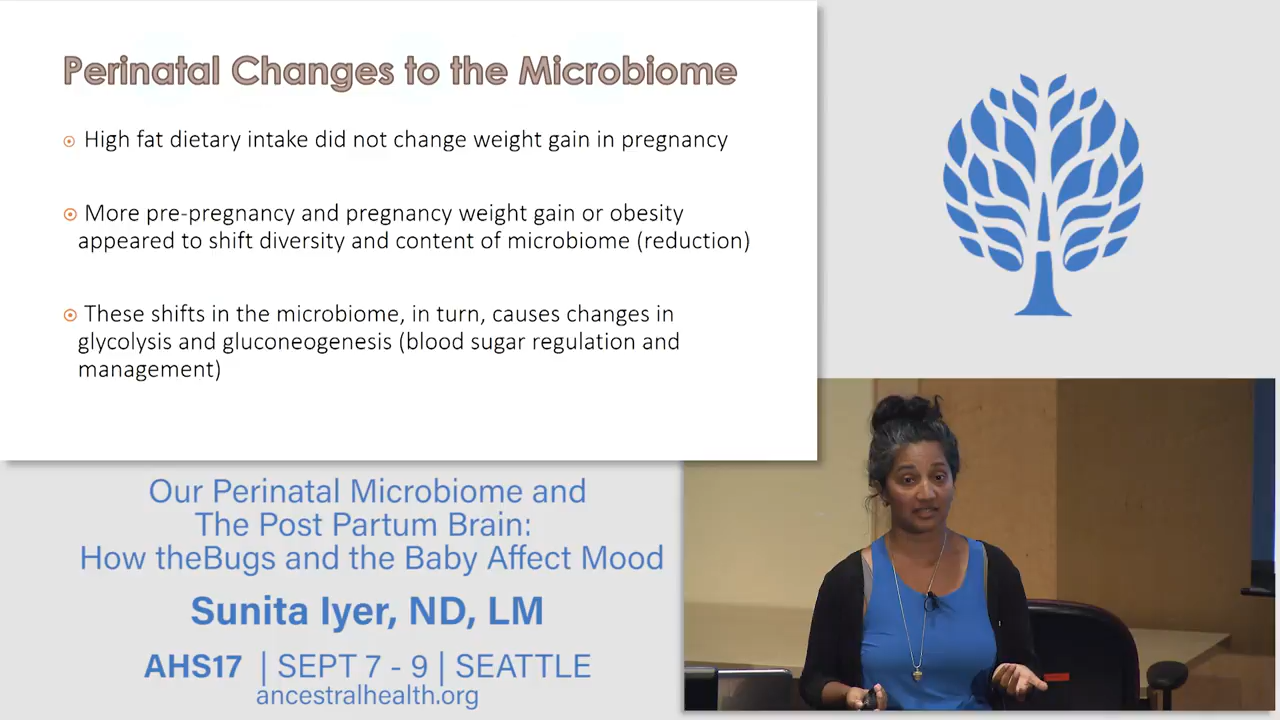 Perinatal Changes to the Microbiome
High fat dietary intake did not change weight gain in pregnancy
More pre-pregnancy and pregnancy weight gain or obesity
appeared to shift diversity and content of microbiome (reduction)
These shifts in the microbiome, in turn, causes changes in
glycolysis and gluconeogenesis (blood sugar regulation and
management)
Our Perinatal Microbiome and
The Post Partum Brain:
How theBugs and the Baby Affect Mood
Sunita Iyer, ND, LM
AHS17 | SEPT 7 - 9 | SEATTLE
ancestralhealth.org